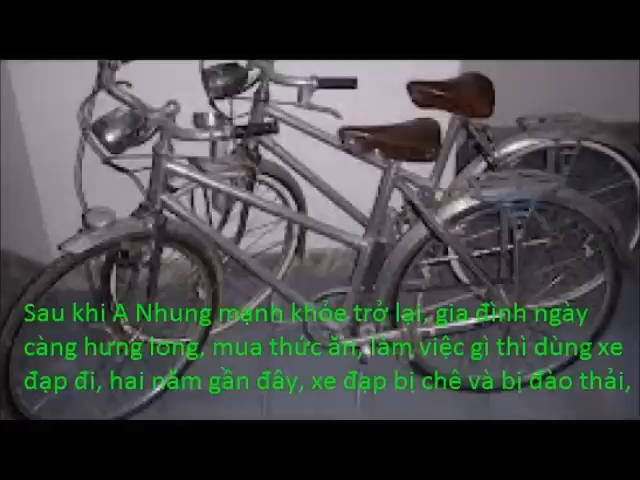 Sau khi A Nhung mạnh khỏe trở lại, gia đình ngày
càng hưng long, mua thức ăn, làm việc gì thì dùng xe
đạp đi, hai năm gần đây, xe đạp bị chê và bị đào thải,